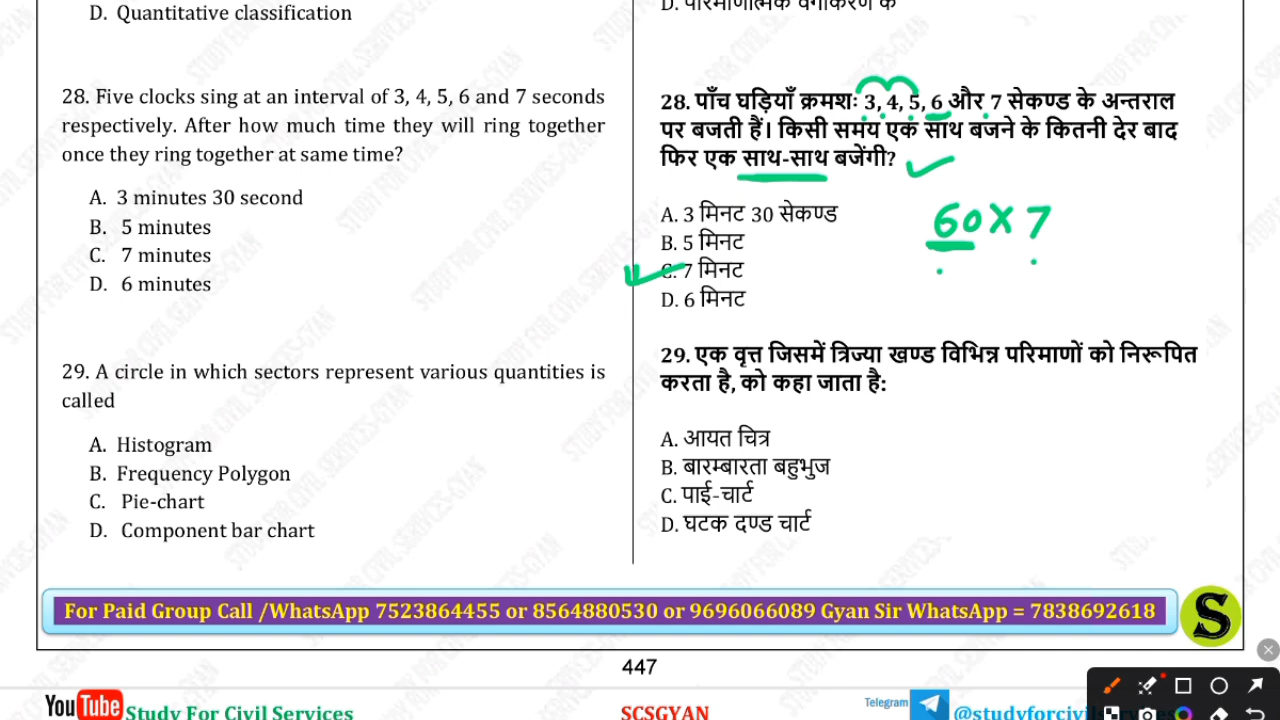 D. Quantitative classification
28. Five clocks sing at an interval of 3, 4, 5, 6 and 7 seconds
respectively. After how much time they will ring together
once they ring together at same time?
A. 3 minutes 30 second
B. 5 minutes
C. 7 minutes
D. 6 minutes
29. A circle in which sectors represent various quantities is
called
A. Histogram
B. Frequency Polygon
C. Pie-chart
D. Component bar chart
D. परिमाणात्मक वर्गीकरण के
28. पाँच घड़ियाँ क्रमशः 3, 4, 5, 6 और 7 सेकण्ड के अन्तराल
पर बजती हैं। किसी समय एक साथ बजने के कितनी देर बाद
फिर एक साथ-साथ बजेंगी?
A. 3 मिनट 30 सेकण्ड
B. 5 मिनट
C. 7 मिनट
D. 6 मिनट
60 X 7
29. एक वृत्त जिसमें त्रिज्या खण्ड विभिन्न परिमाणों को निरूपित
करता है, को कहा जाता है:
A. आयत चित्र
B. बारम्बारता बहुभुज
C. पाई-चार्ट
D. घटक दण्ड चार्ट
For Paid Group Call /WhatsApp 7523864455 or 8564880530 or 9696066089 Gyan Sir WhatsApp = 7838692618
S
447
YouTube Study For Civil Services
SCSGYAN
Telegram
@studyforcivilservices